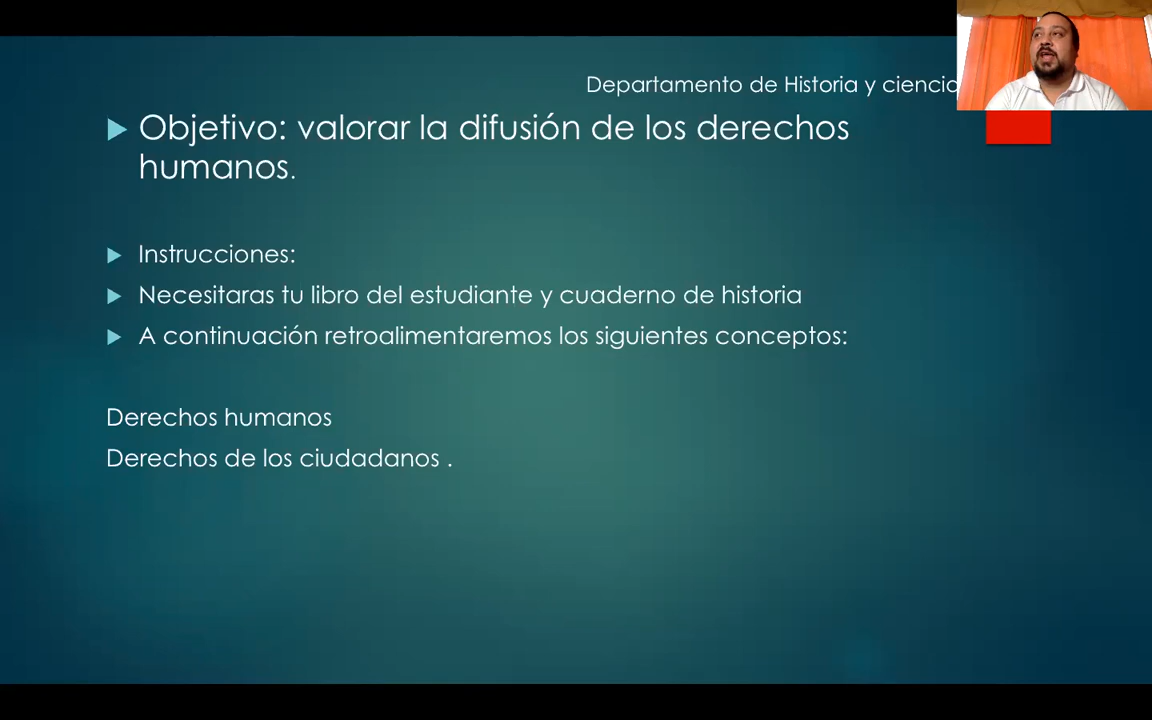 Departamento de Historia y
Objetivo: valorar la difusión de los derechos
humanos.
Instrucciones:
Necesitaras tu libro del estudiante y cuaderno de historia
A continuación retroalimentaremos los siguientes conceptos:
Derechos humanos
Derechos de los ciudadanos .